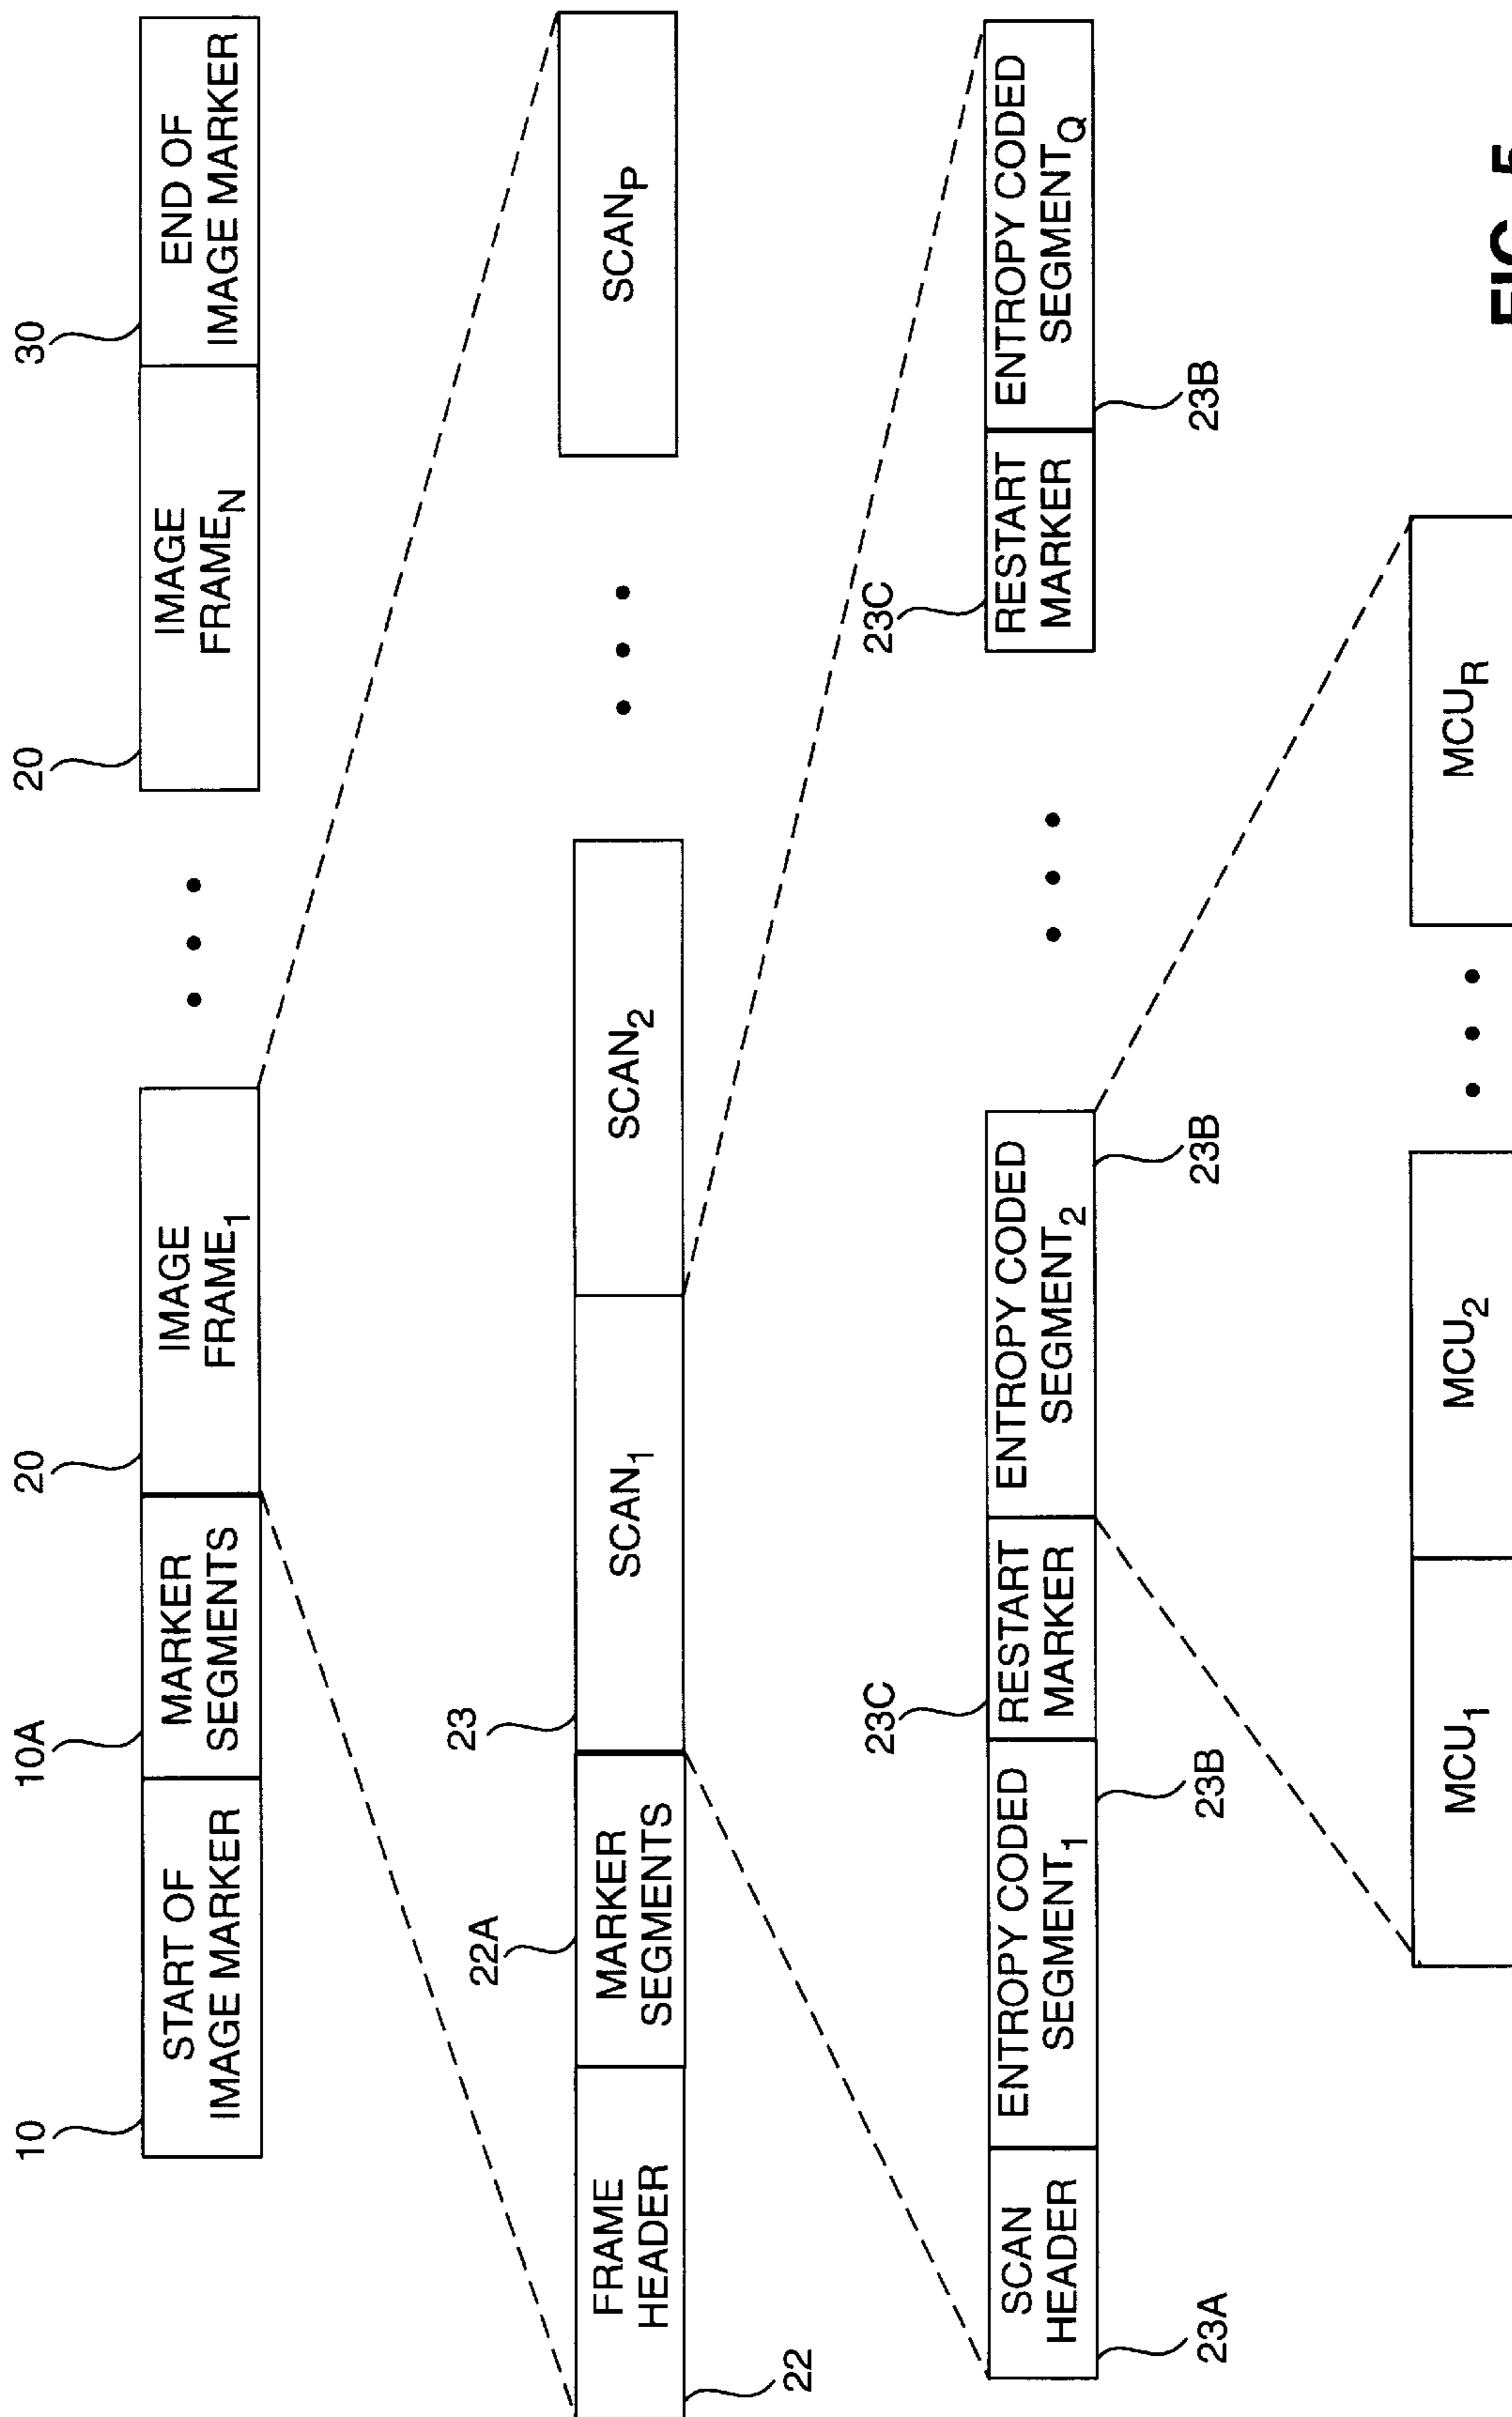 10
10A
20
20
30
START OF
IMAGE MARKER
MARKER
SEGMENTS
IMAGE
FRAME1
• • •
IMAGE
FRAMEN
END OF
IMAGE MARKER
22A
23
FRAME
HEADER
MARKER
SEGMENTS
SCAN1
SCAN2
• • •
SCANP
22
23C
23C
SCAN
HEADER
ENTROPY CODED
SEGMENT1
RESTART
MARKER
ENTROPY CODED
SEGMENT2
• • •
RESTART
MARKER
ENTROPY CODED
SEGMENTQ
23A
23B
23B
23B
MCU1
MCU2
• • •
MCUR
FIG. 5